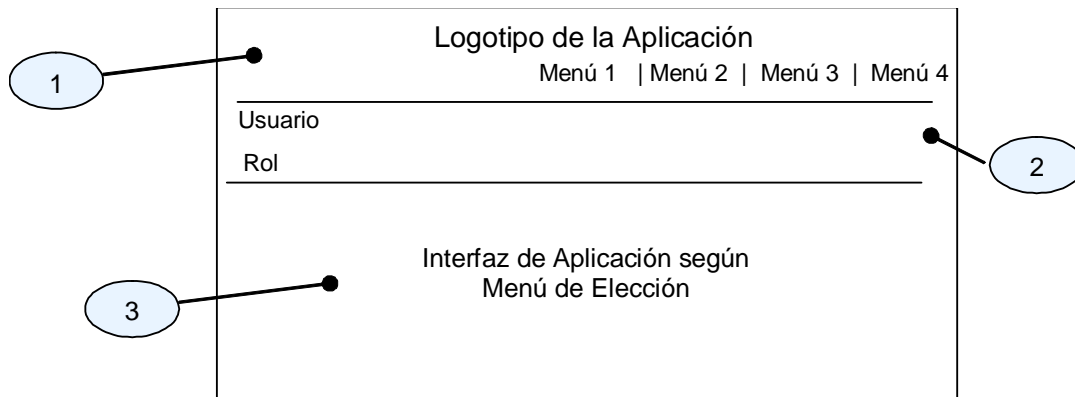 Logotipo de la Aplicación
Menú 1 | Menú 2 | Menú 3 | Menú 4
1
Usuario
2
Rol
Interfaz de Aplicación según
Menú de Elección
3